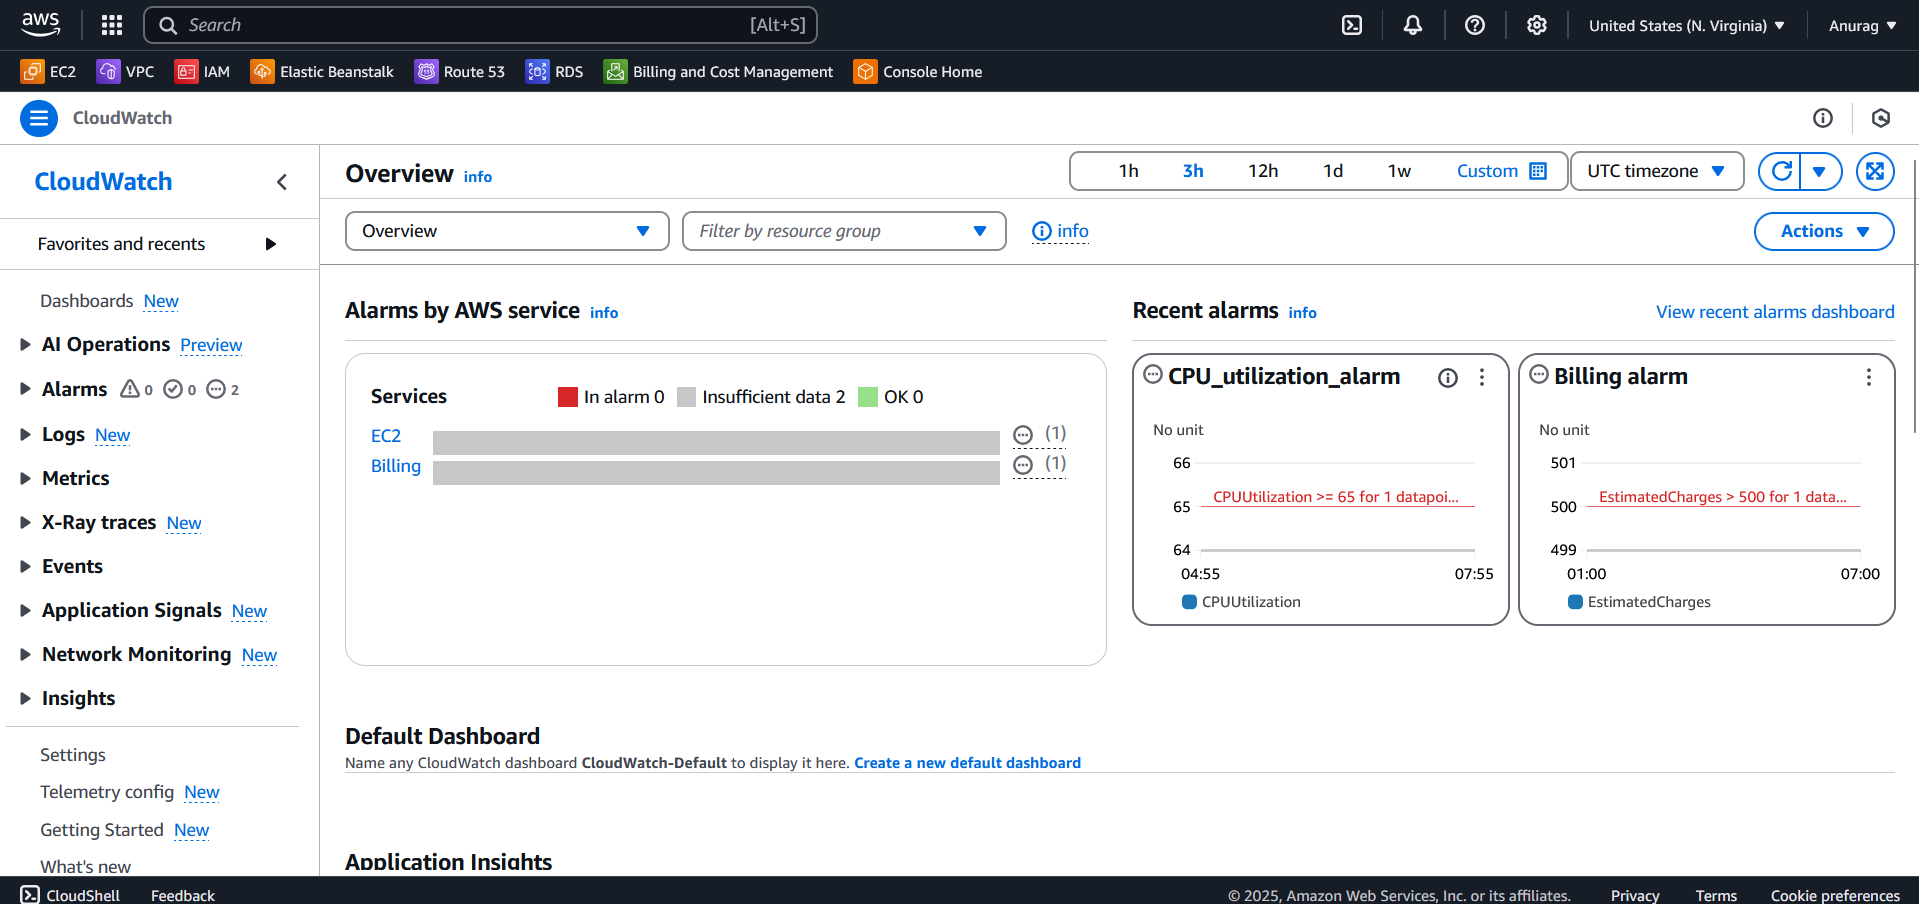 aws
Search [Alt+S]
United States (N. Virginia)
Anurag
EC2 VPC IAM Elastic Beanstalk Route 53 RDS Billing and Cost Management Console Home
CloudWatch
CloudWatch
Favorites and recents
Dashboards New
AI Operations Preview
Alarms 0 0 2
Logs New
Metrics
X-Ray traces New
Events
Application Signals New
Network Monitoring New
Insights
Settings
Telemetry config New
Getting Started New
What's new
Overview info
1h 3h 12h 1d 1w Custom UTC timezone
Overview Filter by resource group info Actions
Alarms by AWS service info
Services In alarm 0 Insufficient data 2 OK 0
EC2 (1)
Billing (1)
Recent alarms info View recent alarms dashboard
CPU_utilization_alarm
No unit
66
CPUUtilization >= 65 for 1 datapoi...
65
64
04:55 07:55
CPUUtilization
Billing alarm
No unit
501
EstimatedCharges > 500 for 1 data...
500
499
01:00 07:00
EstimatedCharges
Default Dashboard
Name any CloudWatch dashboard CloudWatch-Default to display it here. Create a new default dashboard
Application Insights
CloudShell Feedback © 2025, Amazon Web Services, Inc. or its affiliates. Privacy Terms Cookie preferences